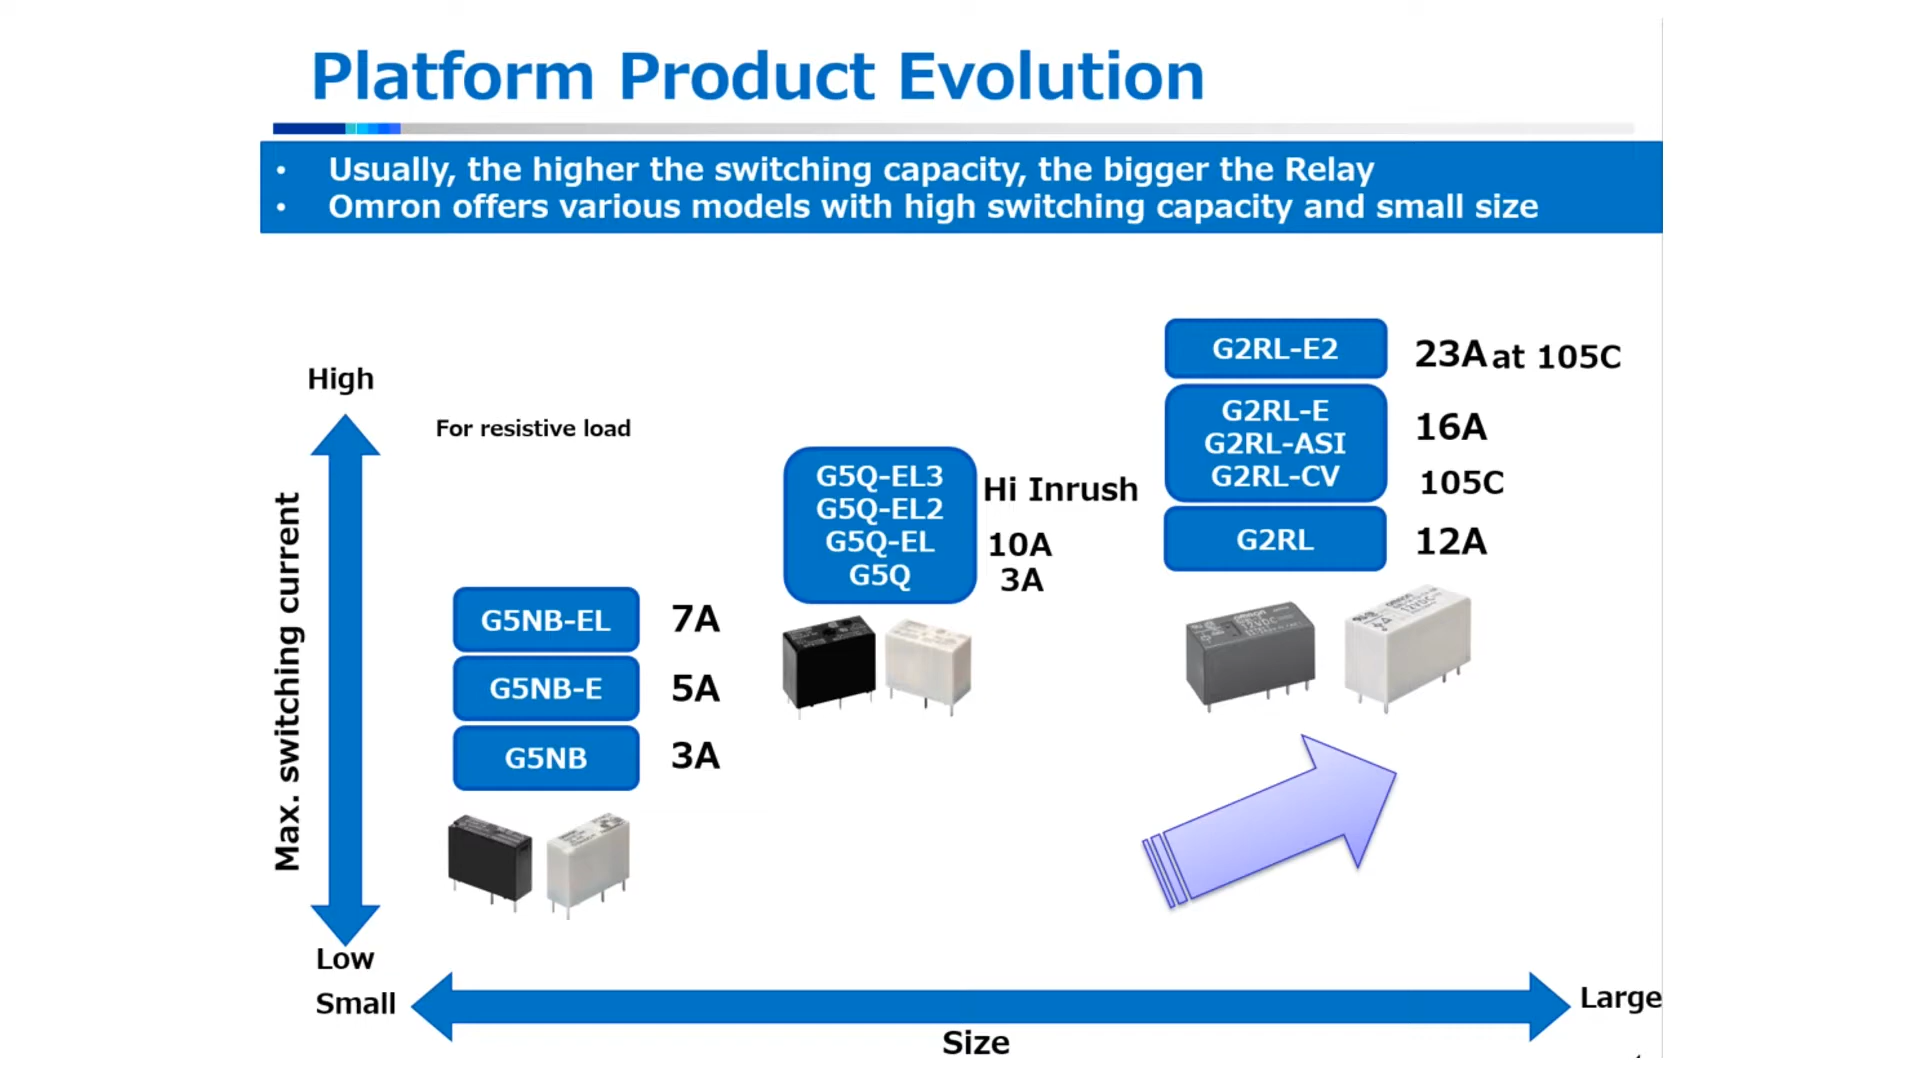 Platform Product Evolution
• Usually, the higher the switching capacity, the bigger the Relay
• Omron offers various models with high switching capacity and small size
High
For resistive load
Max. switching current
G5NB-EL 7A
G5NB-E 5A
G5NB 3A
G5Q-EL3
G5Q-EL2
G5Q-EL
G5Q
Hi Inrush
10A
3A
G2RL-E2 23A at 105C
G2RL-E
G2RL-ASI
G2RL-CV
16A
105C
G2RL 12A
Low
Small
Large
Size